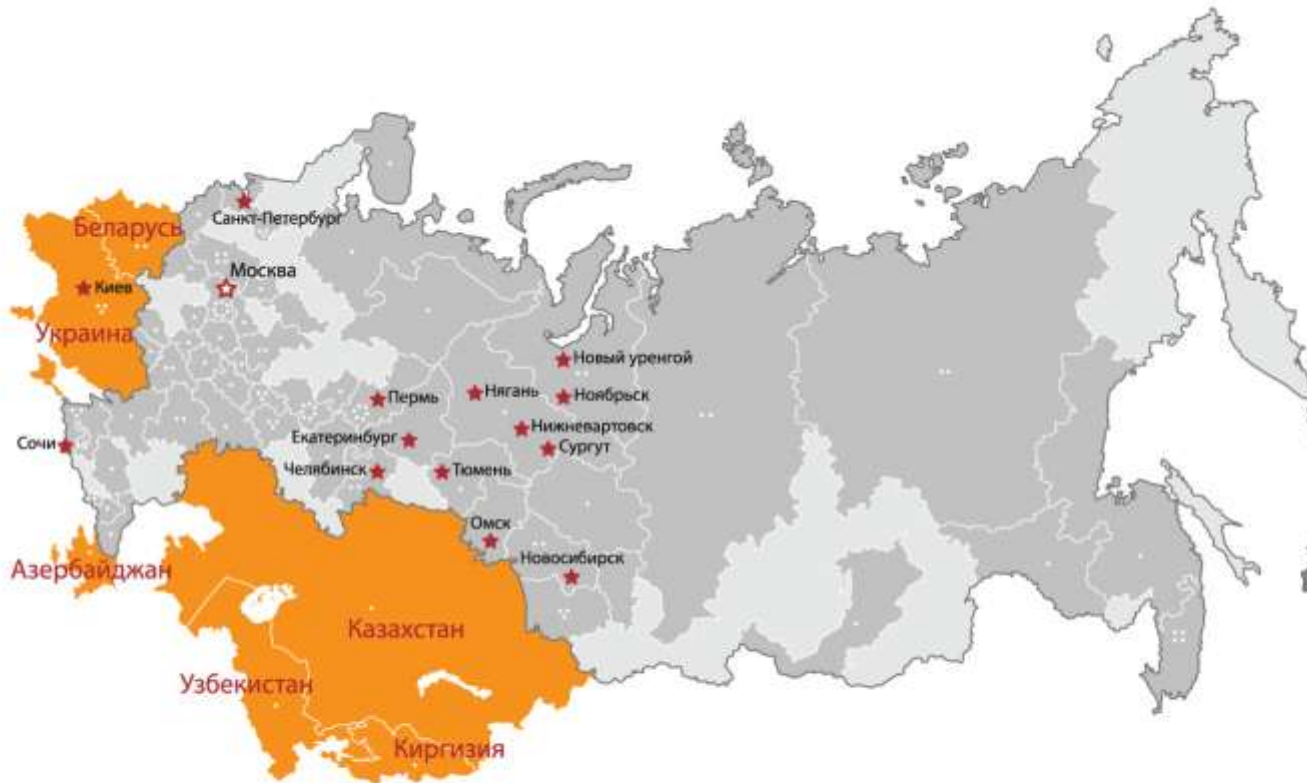 Санкт-Петербург
Беларусь
Москва
Киев
Украина
Новый уренгой
Нягань
Ноябрьск
Пермь
Нижневартовск
Екатеринбург
Сочи
Сургут
Челябинск
Тюмень
Омск
Новосибирск
Азербайджан
Казахстан
Узбекистан
Киргизия